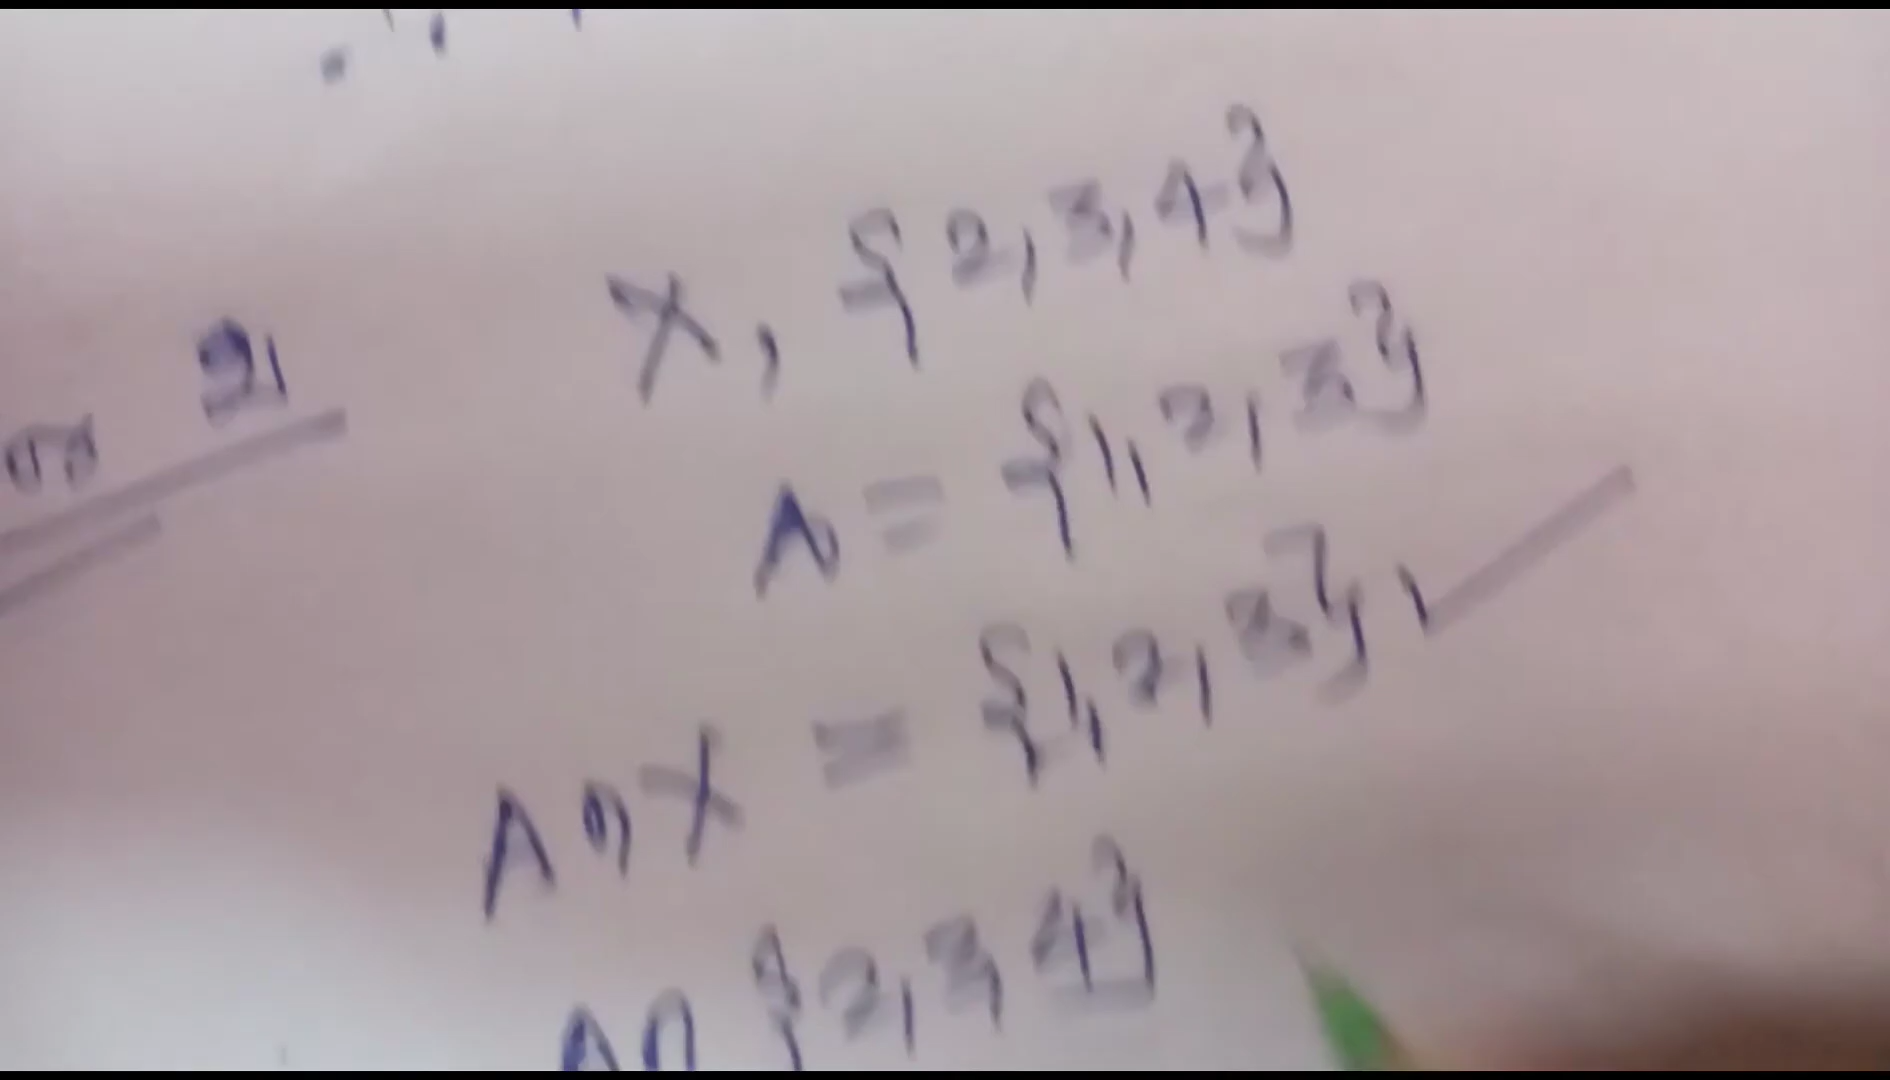 X, {2,3,4}
A = {1,2,3}
A∩X = {1,2,3},
A∩{2,3,4}